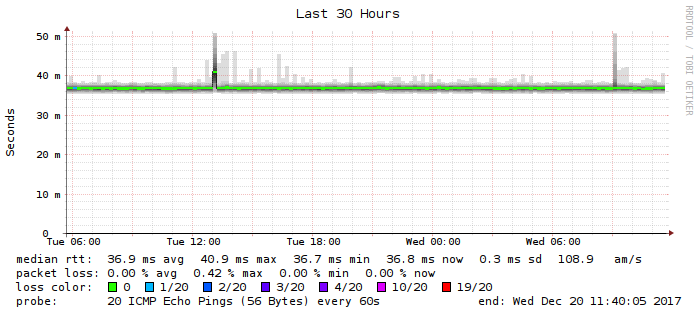 Last 30 Hours
RRDTOOL / TOBI OETIKER
Seconds
50 m
40 m
30 m
20 m
10 m
0
Tue 06:00 Tue 12:00 Tue 18:00 Wed 00:00 Wed 06:00
median rtt: 36.9 ms avg 40.9 ms max 36.7 ms min 36.8 ms now 0.3 ms sd 108.9 am/s
packet loss: 0.00 % avg 0.42 % max 0.00 % min 0.00 % now
loss color: 0 1/20 2/20 3/20 4/20 10/20 19/20
probe: 20 ICMP Echo Pings (56 Bytes) every 60s end: Wed Dec 20 11:40:05 2017